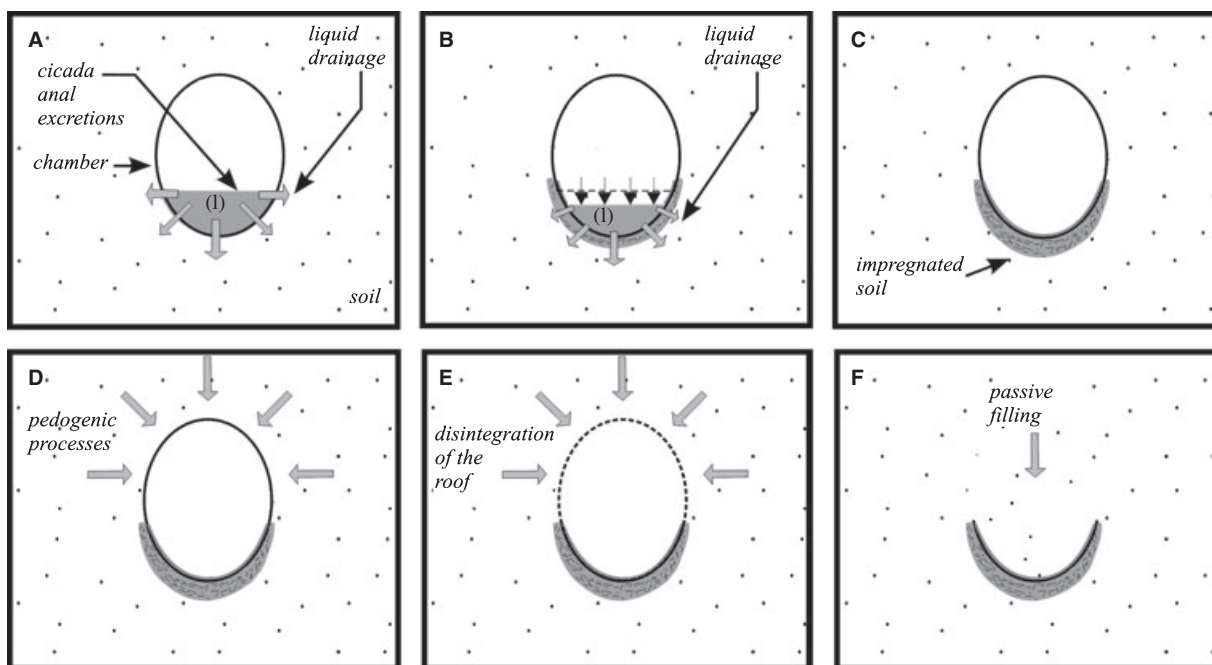 A
cicada
anal
excretions
liquid
drainage
chamber
(l)
soil
B
liquid
drainage
(l)
C
impregnated
soil
D
pedogenic
processes
E
disintegration
of the
roof
F
passive
filling